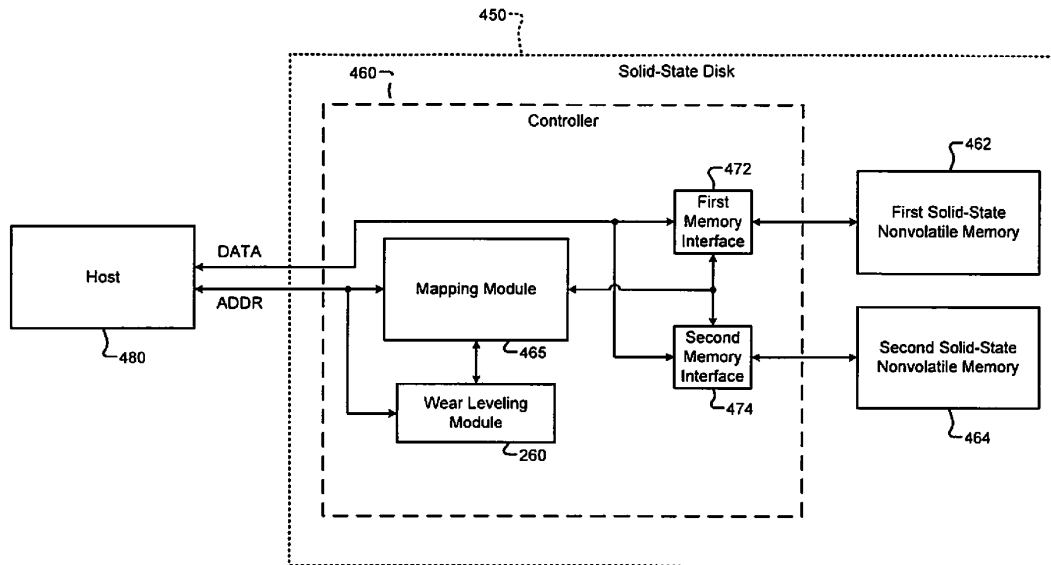 450
Solid-State Disk
460
Controller
472
462
First
Memory
Interface
First Solid-State
Nonvolatile Memory
DATA
Host
ADDR
Mapping Module
480
465
Second
Memory
Interface
Second Solid-State
Nonvolatile Memory
474
464
Wear Leveling
Module
260